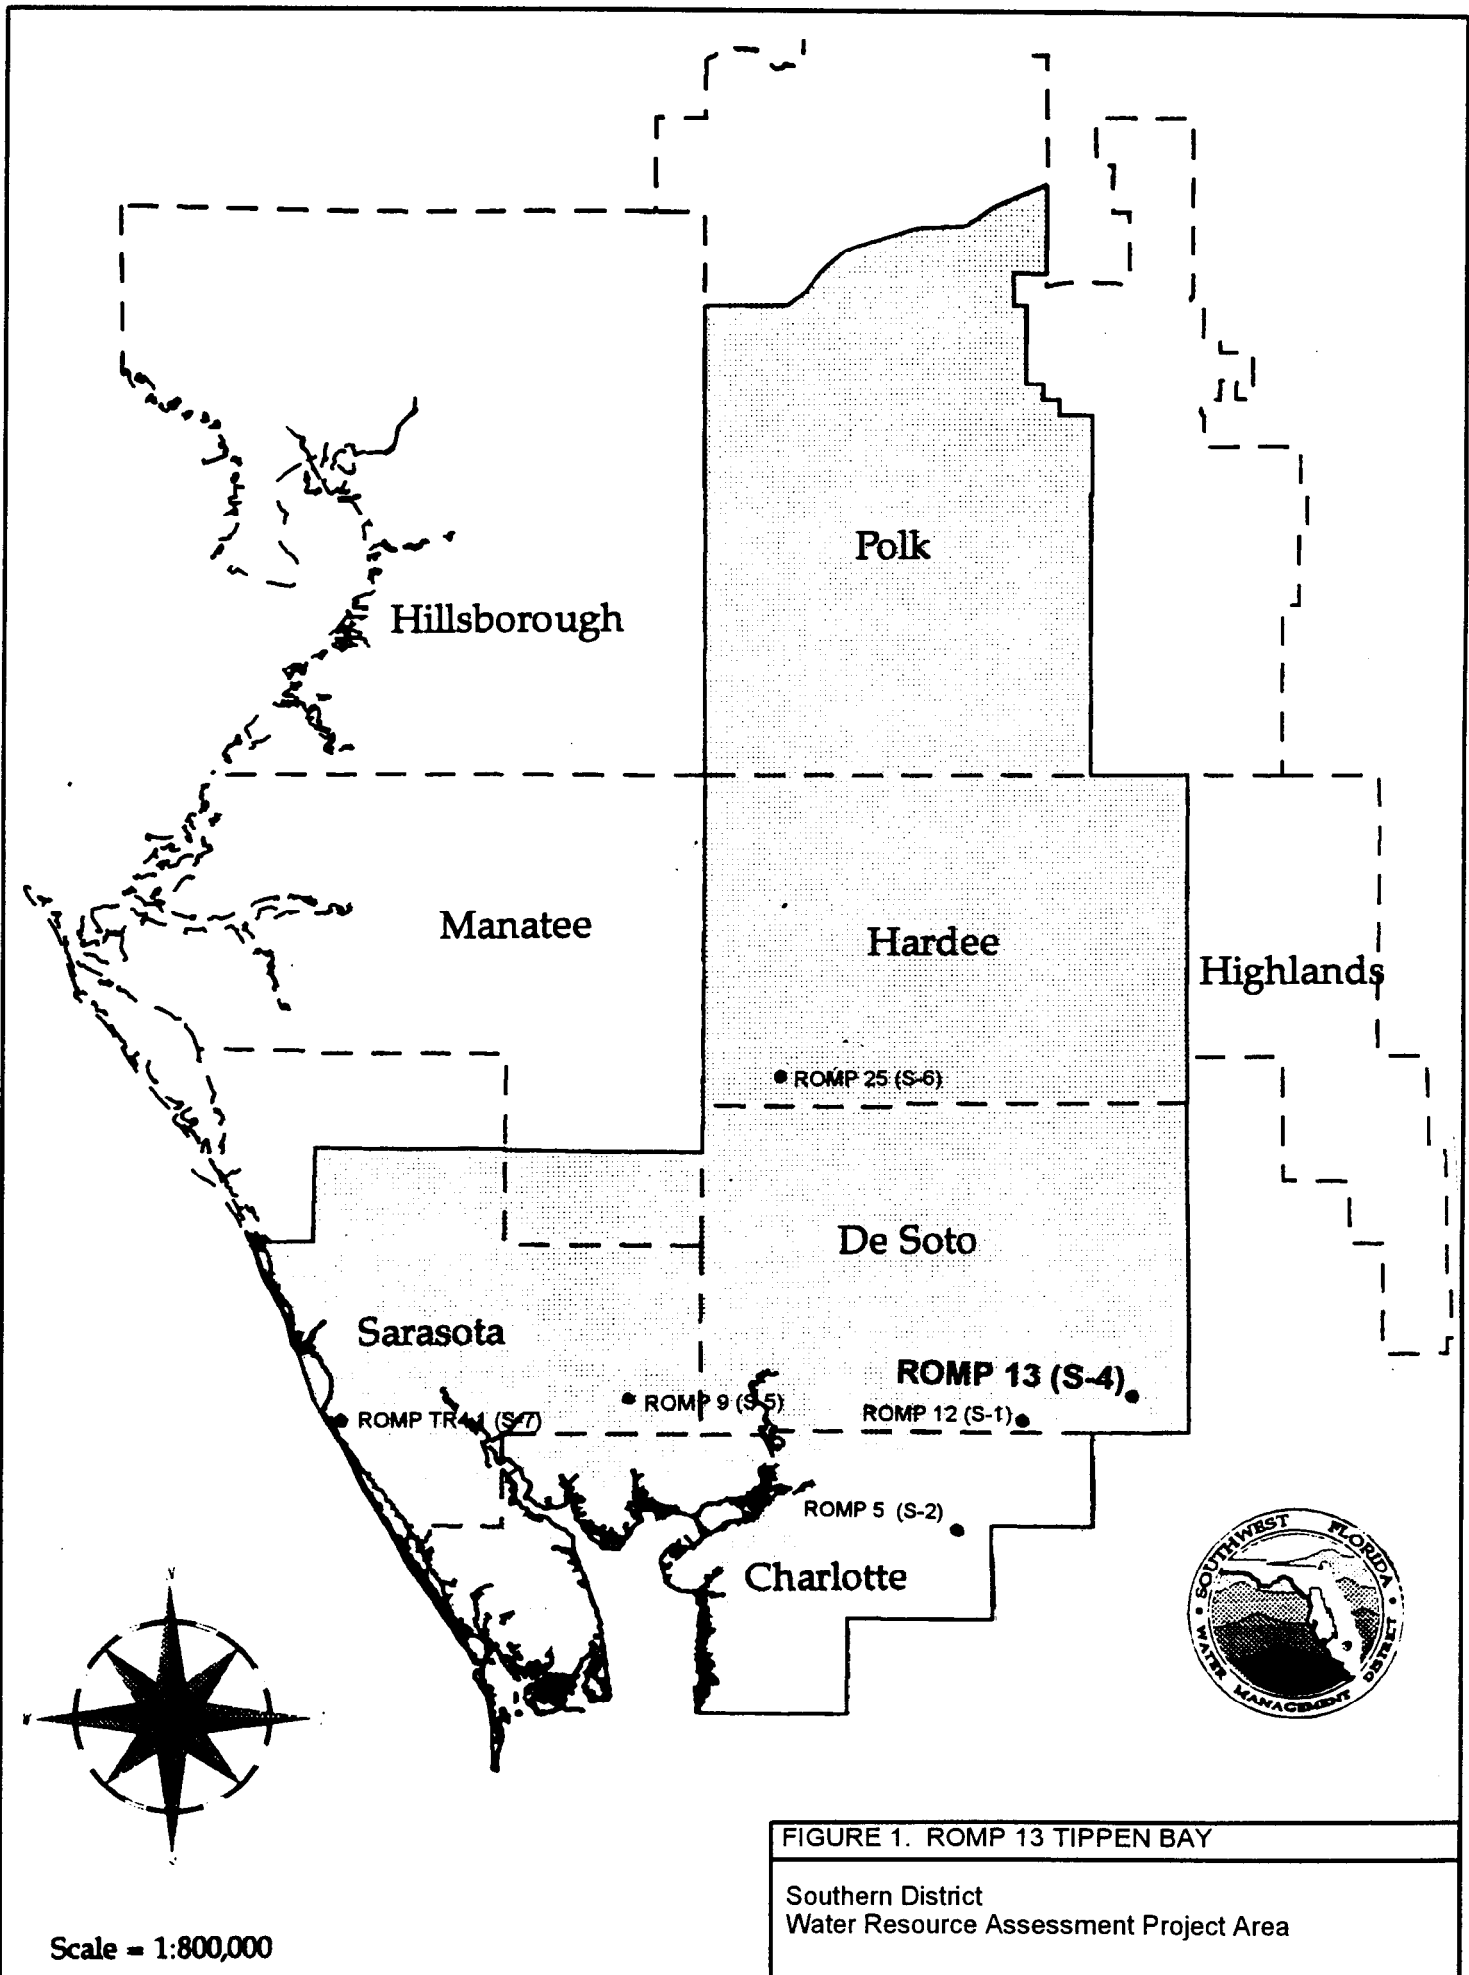 Polk
Hillsborough
Manatee
Hardee
Highlands
ROMP 25 (S-6)
De Soto
Sarasota
ROMP 13 (S-4)
ROMP 9 (S-5)
ROMP 12 (S-1)
ROMP TR4-1 (S-7)
ROMP 5 (S-2)
Charlotte
SOUTHWEST FLORIDA
WATER MANAGEMENT DISTRICT
FIGURE 1. ROMP 13 TIPPEN BAY
Southern District
Water Resource Assessment Project Area
Scale = 1:800,000